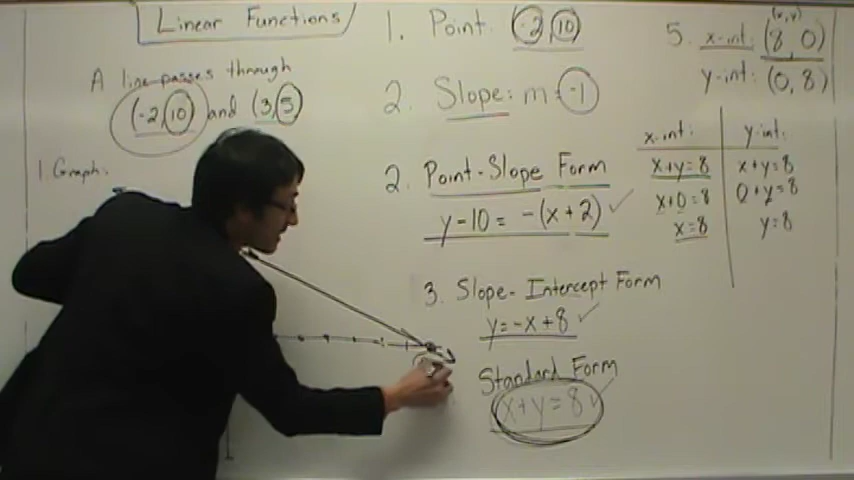 Linear Functions
A line passes through
(-2,10) and (3,5)
1. Graph:
1. Point: (-2,10)
2. Slope: m = -1
2. Point-Slope Form
y-10 = -(x+2) ✓
3. Slope-Intercept Form
y=-x+8 ✓
Standard Form
x+y=8 ✓
(x,y)
5. x-int: (8,0)
y-int: (0,8)
x-int:
x+y=8
x+0=8
x=8
y-int:
x+y=8
0+y=8
y=8